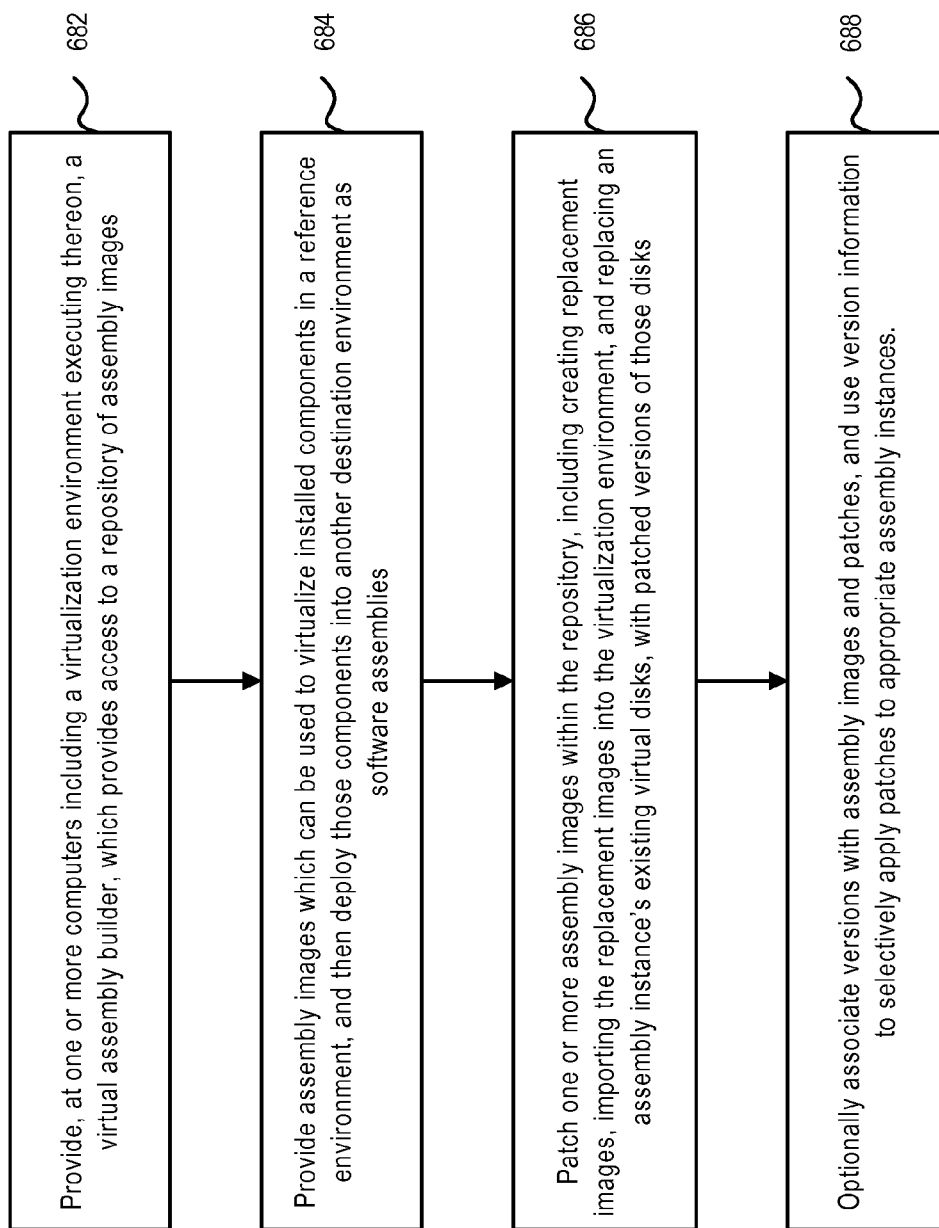 Provide, at one or more computers including a virtualization environment executing thereon, a
virtual assembly builder, which provides access to a repository of assembly images
682
Provide assembly images which can be used to virtualize installed components in a reference
environment, and then deploy those components into another destination environment as
software assemblies
684
Patch one or more assembly images within the repository, including creating replacement
images, importing the replacement images into the virtualization environment, and replacing an
assembly instance's existing virtual disks, with patched versions of those disks
686
Optionally associate versions with assembly images and patches, and use version information
to selectively apply patches to appropriate assembly instances.
688